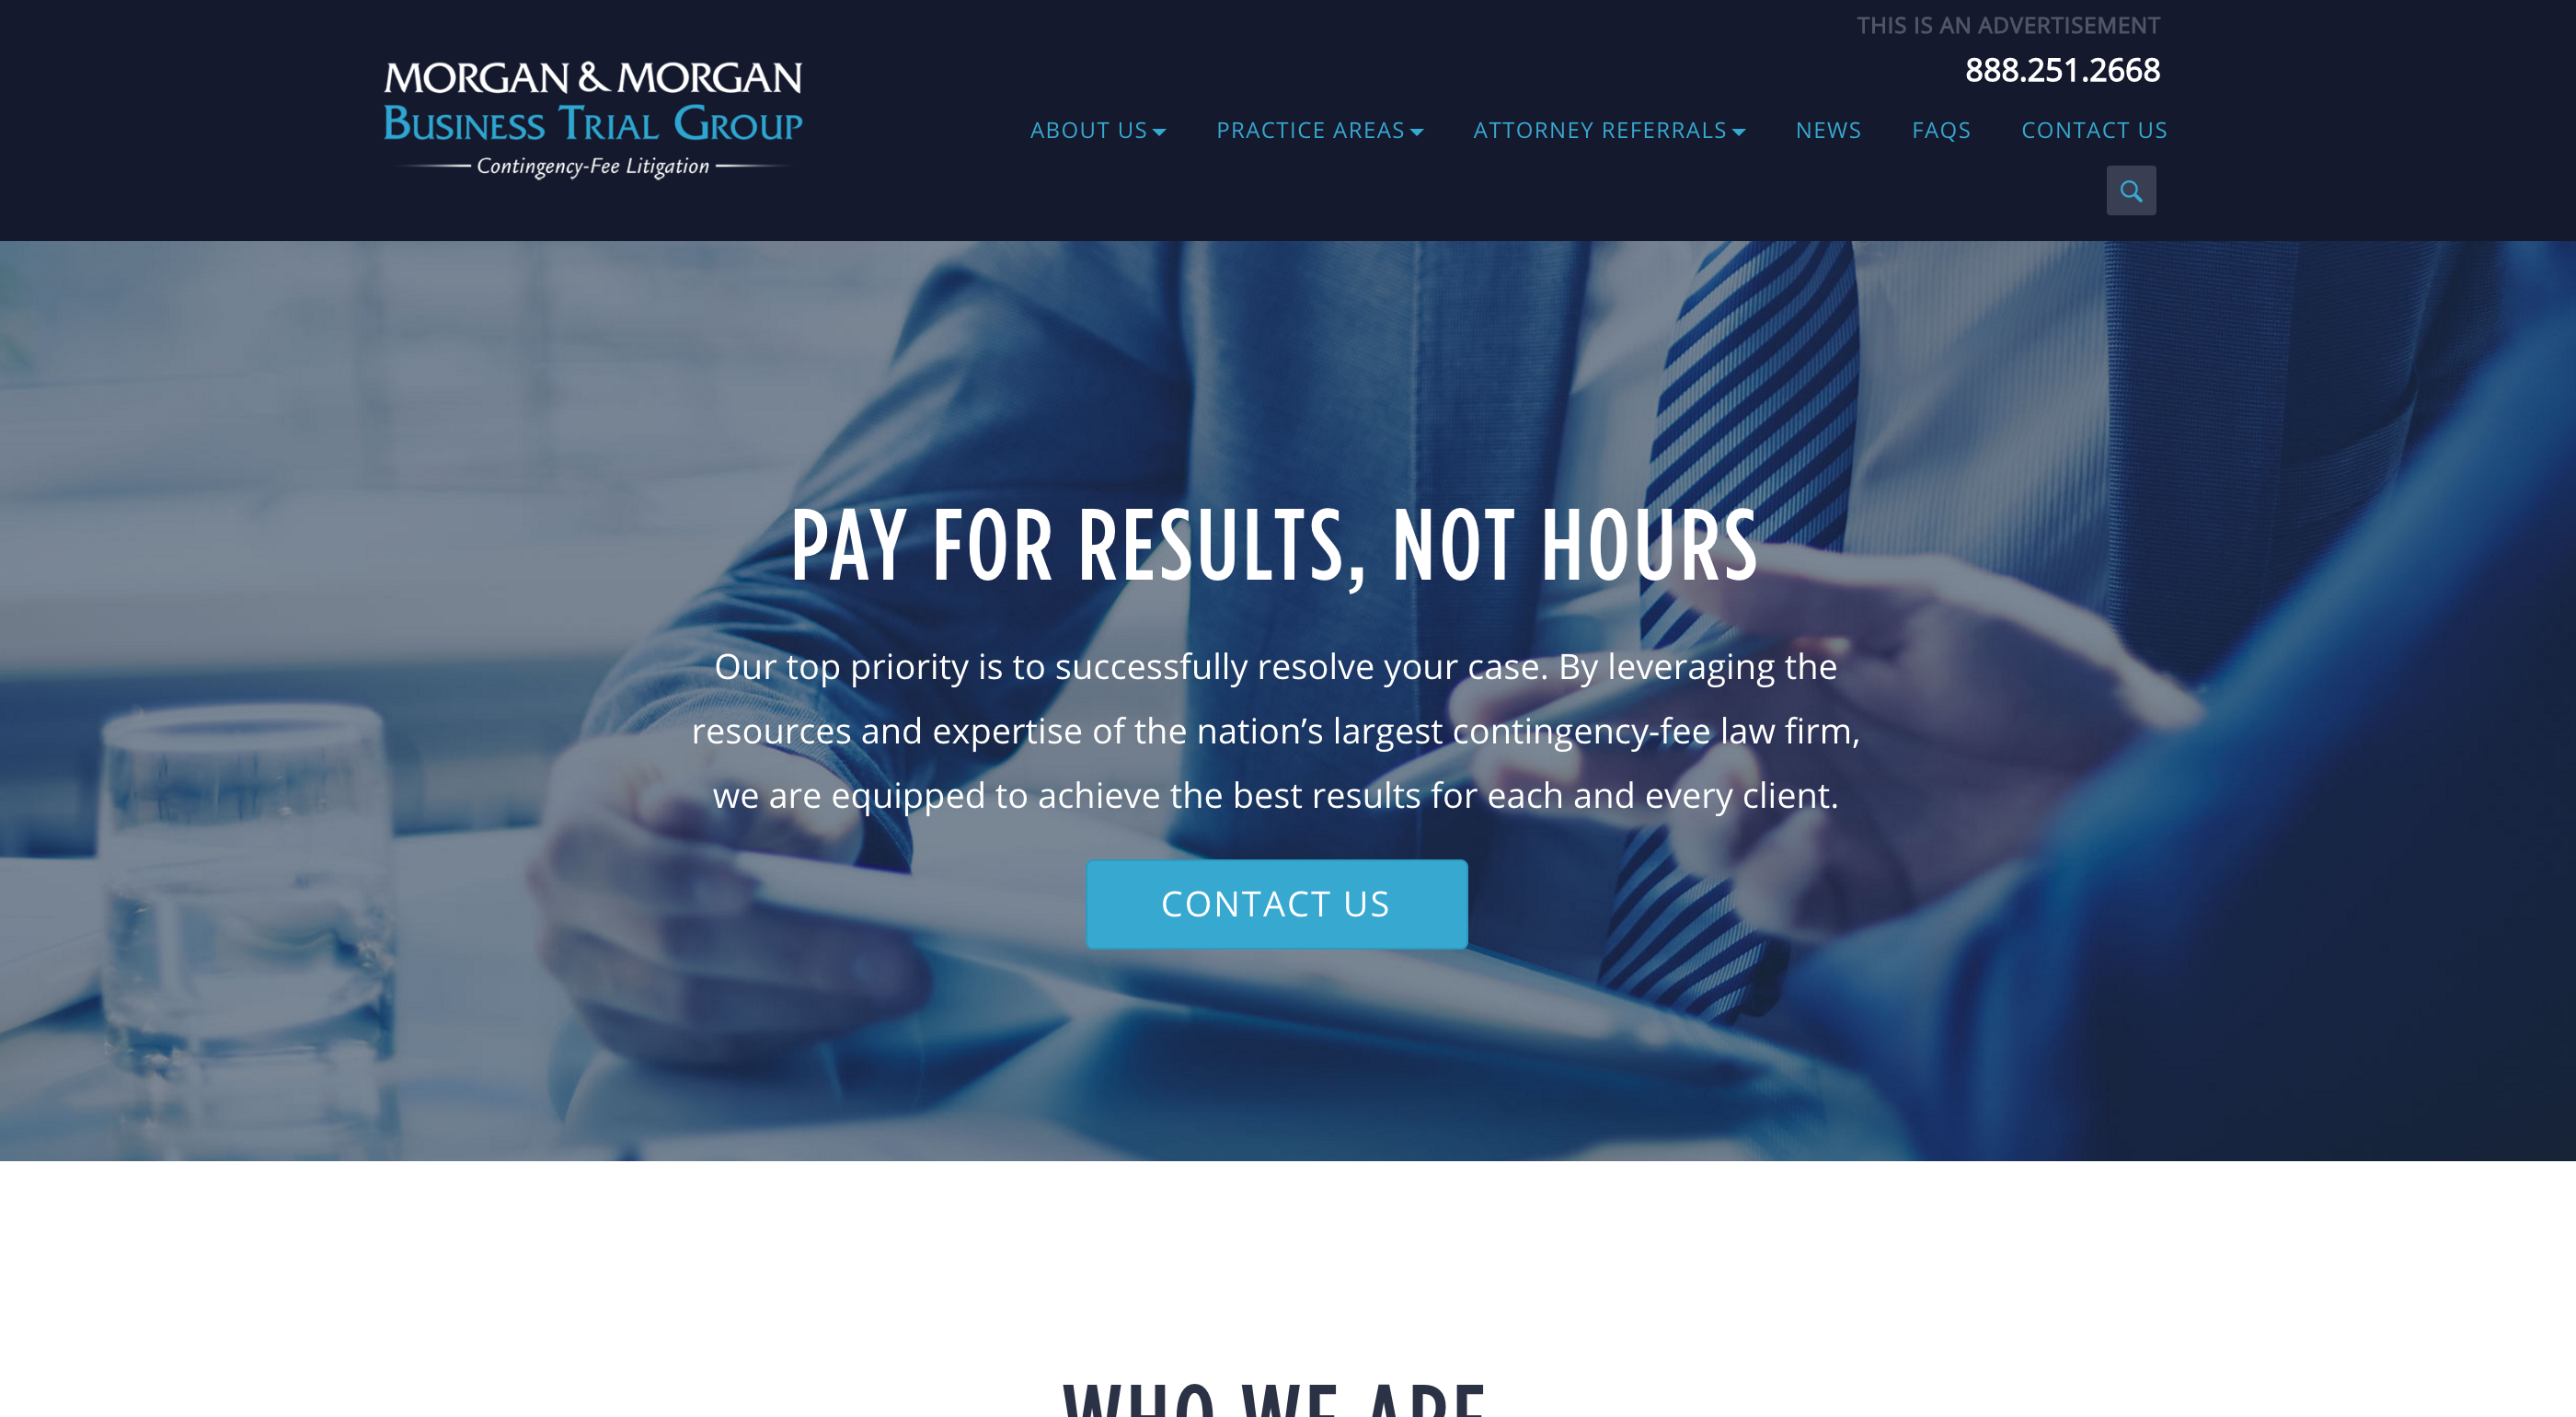 THIS IS AN ADVERTISEMENT
888.251.2668
MORGAN & MORGAN
BUSINESS TRIAL GROUP
Contingency-Fee Litigation
ABOUT US PRACTICE AREAS ATTORNEY REFERRALS NEWS FAQS CONTACT US
PAY FOR RESULTS, NOT HOURS
Our top priority is to successfully resolve your case. By leveraging the
resources and expertise of the nation’s largest contingency-fee law firm,
we are equipped to achieve the best results for each and every client.
CONTACT US
WHO WE ARE